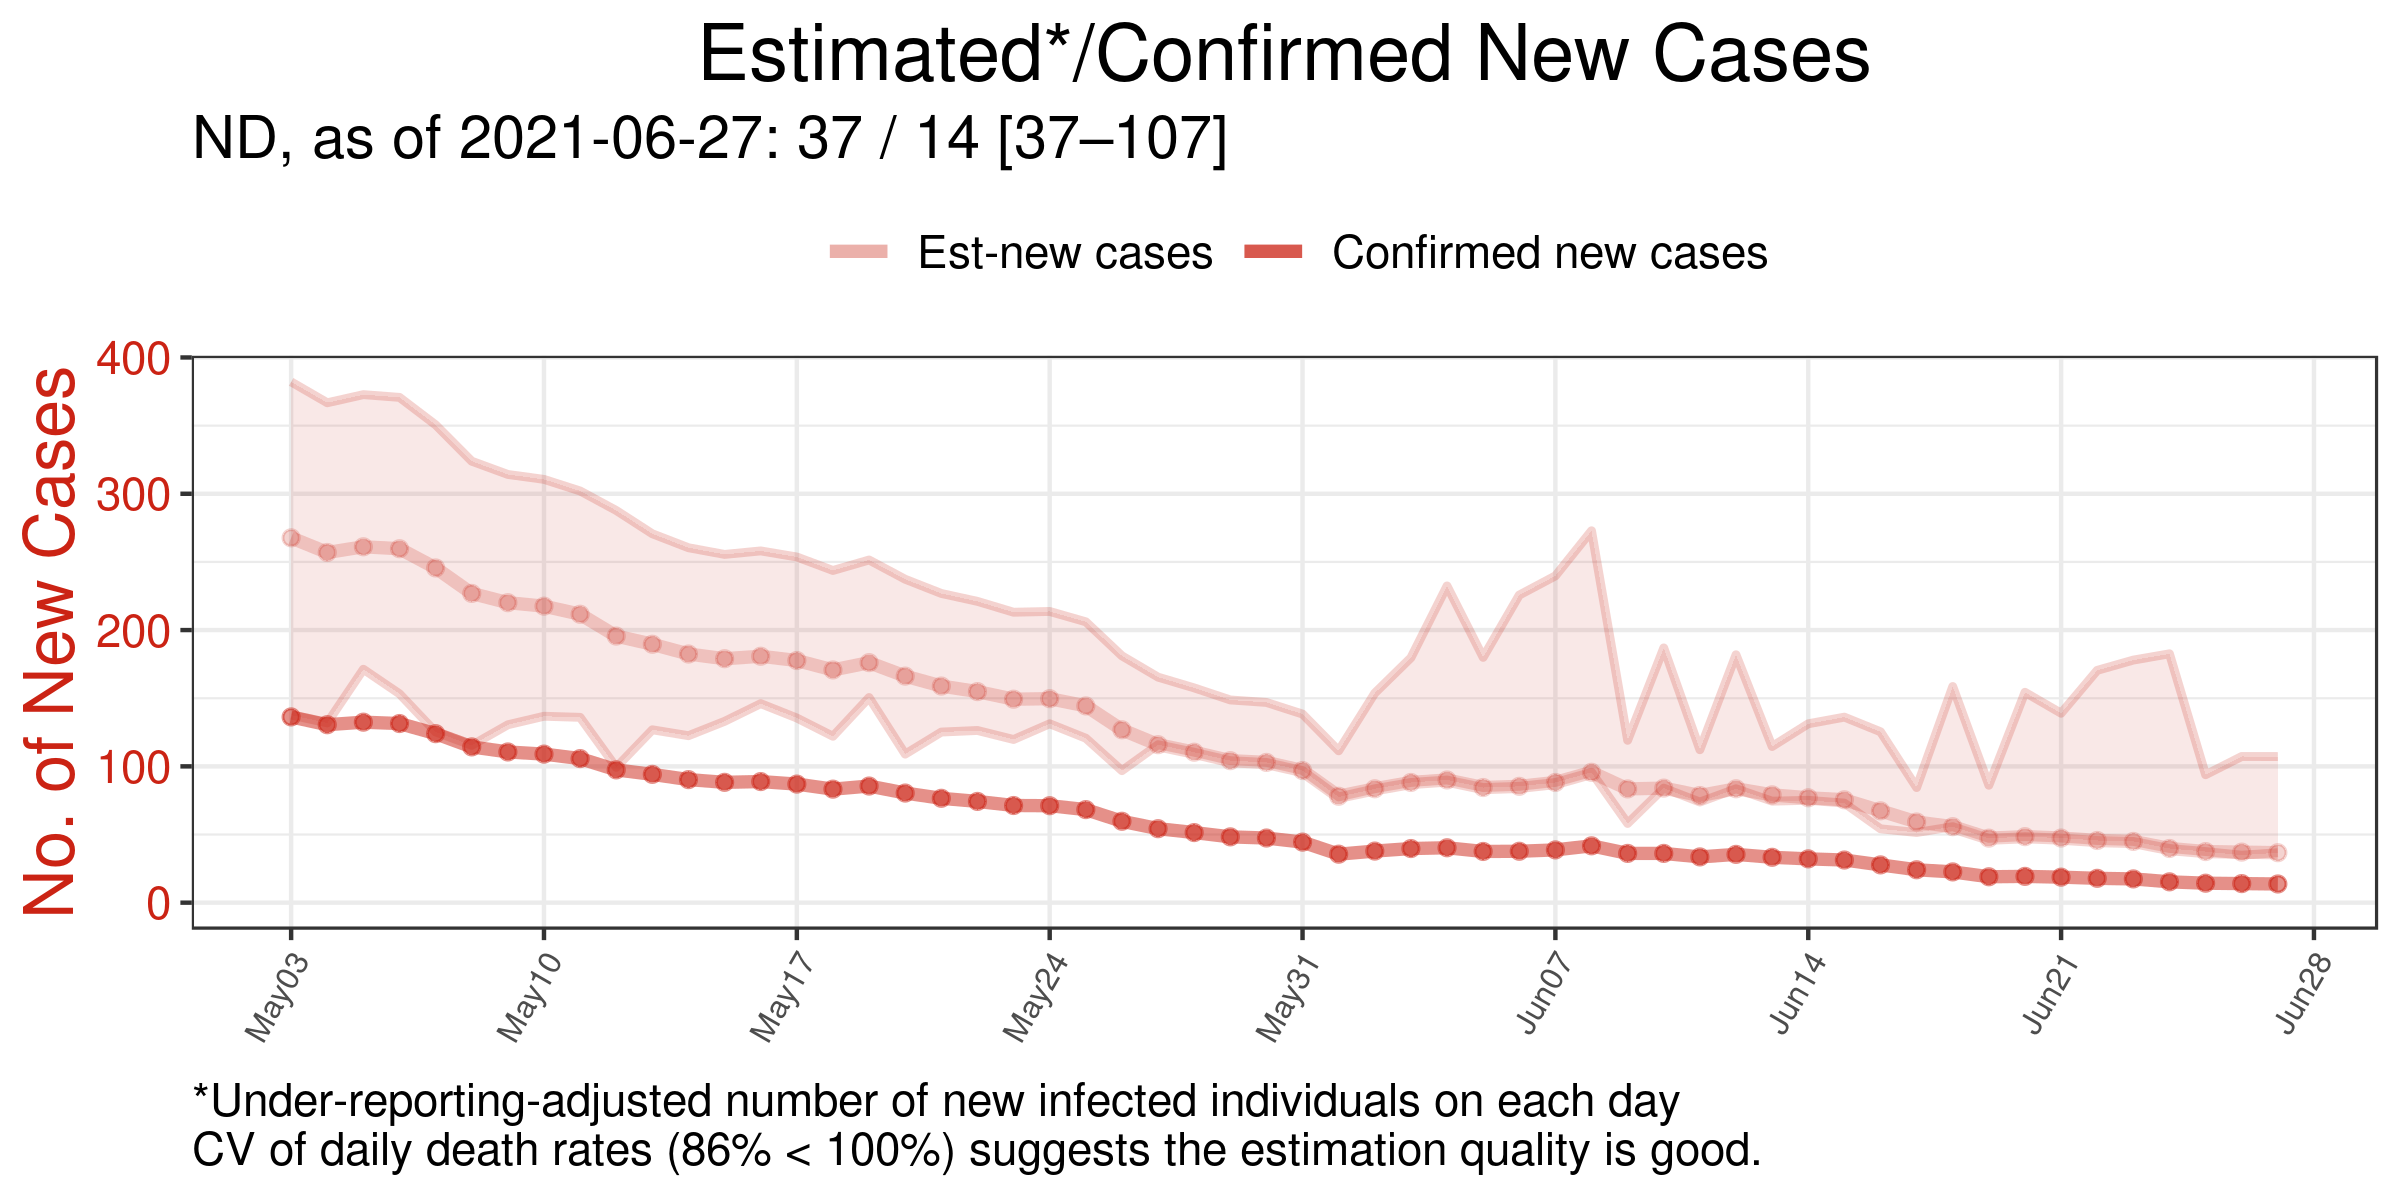 Estimated*/Confirmed New Cases
ND, as of 2021-06-27: 37 / 14 [37–107]
Est-new cases Confirmed new cases
No. of New Cases
400
300
200
100
0
May03 May10 May17 May24 May31 Jun07 Jun14 Jun21 Jun28
*Under-reporting-adjusted number of new infected individuals on each day
CV of daily death rates (86% < 100%) suggests the estimation quality is good.